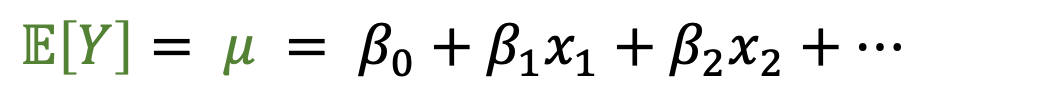 𝔼[Y] = μ = β₀ + β₁x₁ + β₂x₂ + ⋯